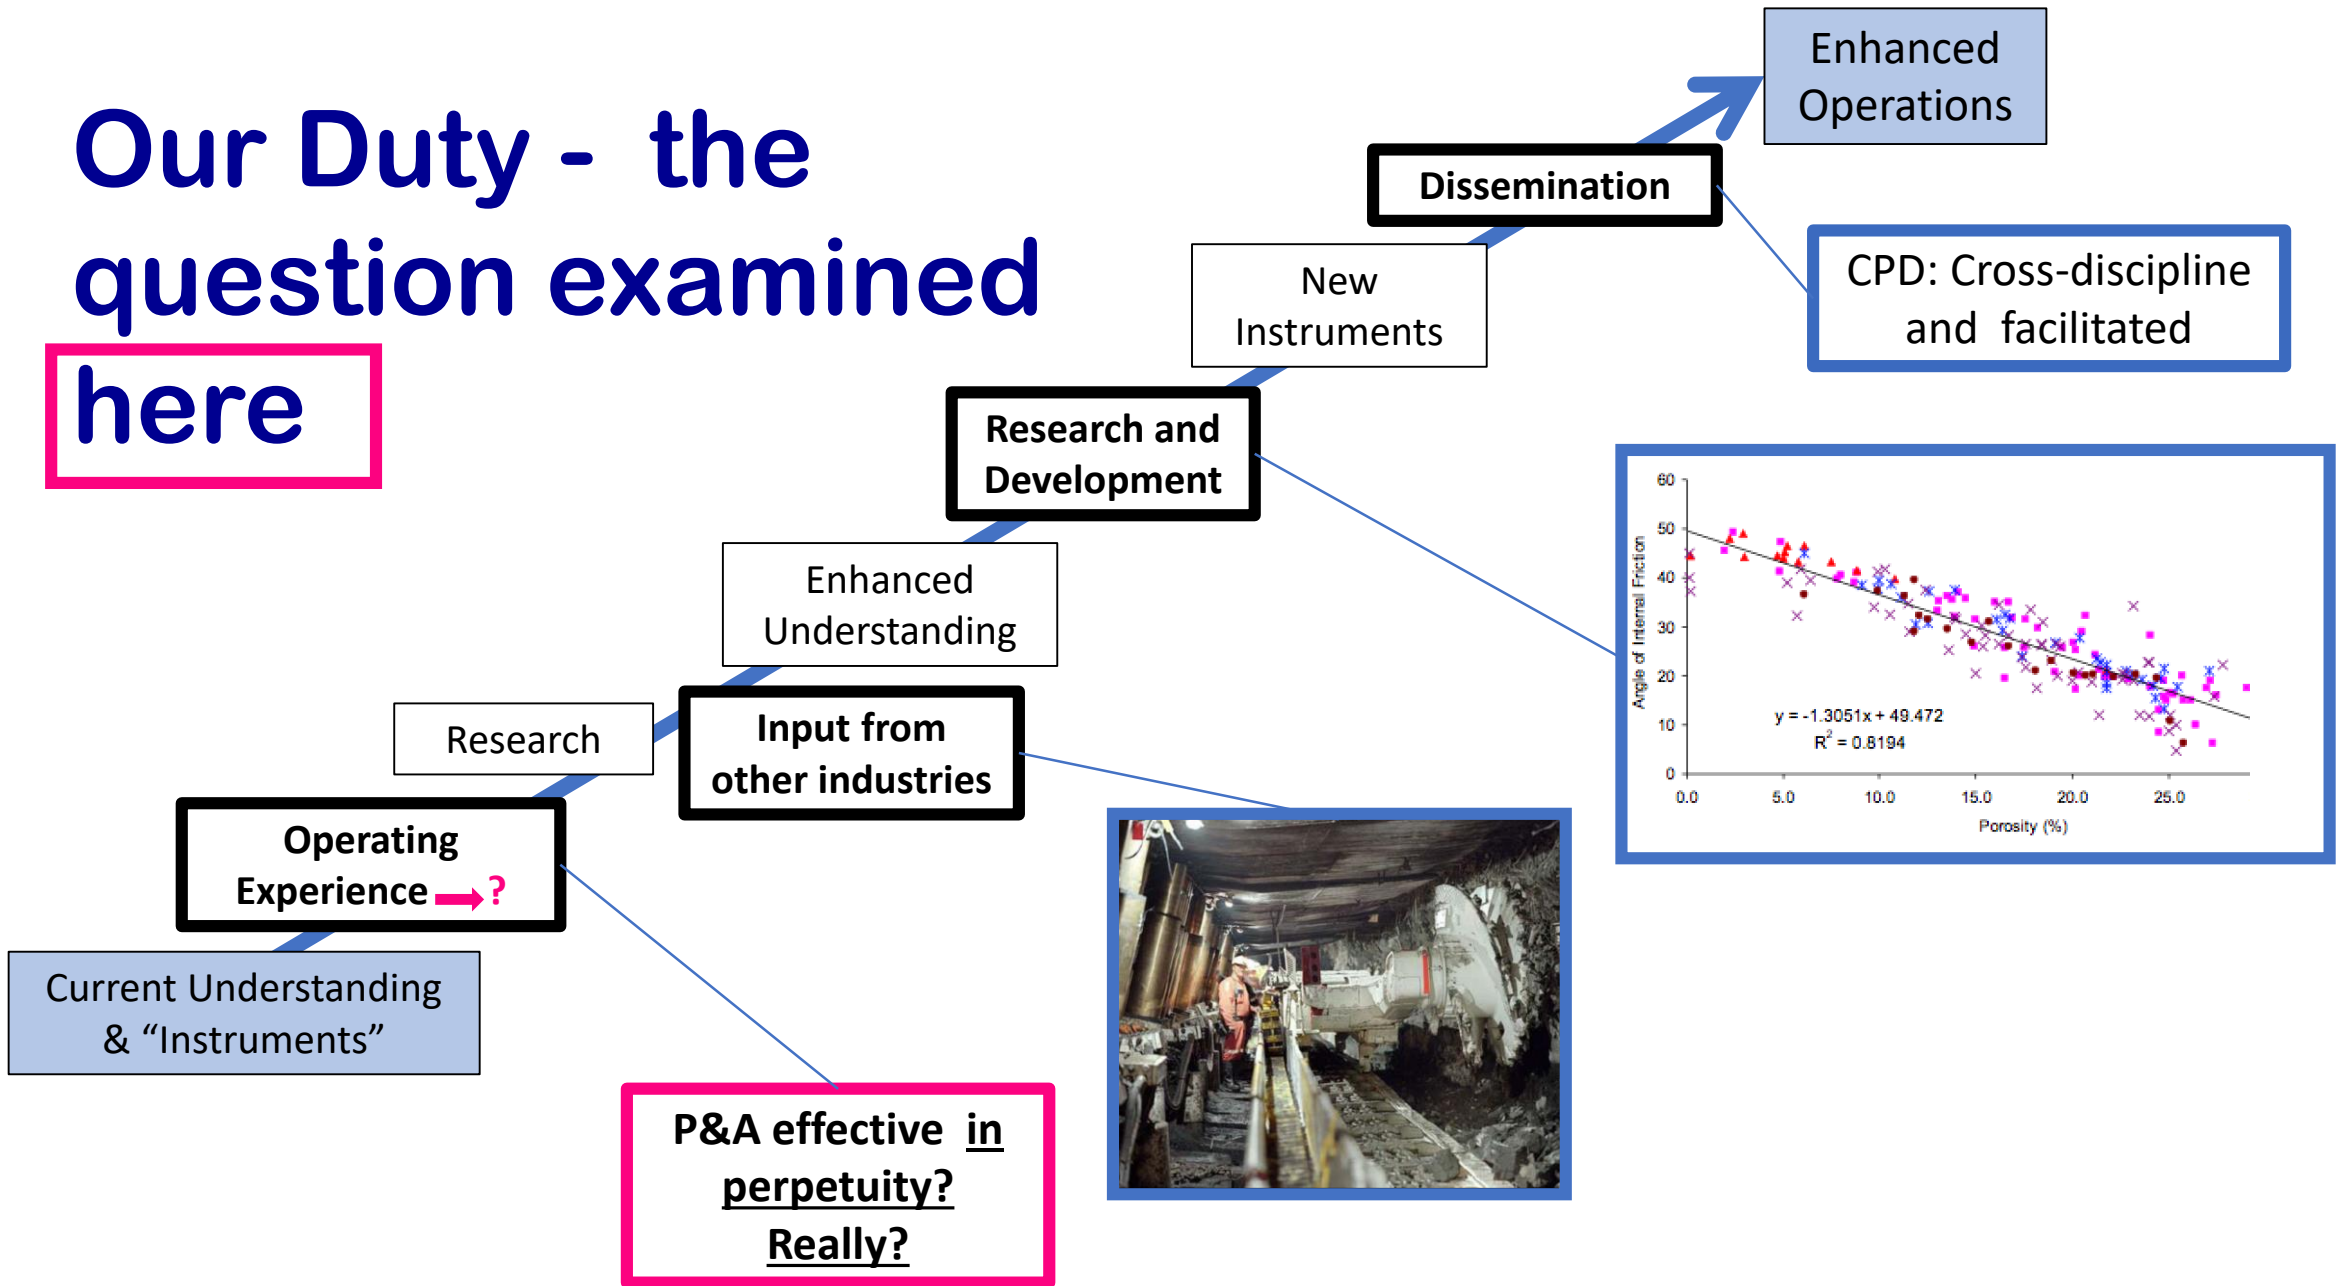 Our Duty - the
question examined
here
Enhanced
Operations
Dissemination
CPD: Cross-discipline
and facilitated
New
Instruments
Research and
Development
Enhanced
Understanding
Input from
other industries
Research
Operating
Experience ?
Current Understanding
& “Instruments”
P&A effective in
perpetuity?
Really?
60
50
40
30
20
10
0
Angle of Internal Friction
y = -1.3051x + 49.472
R² = 0.8194
0.0 5.0 10.0 15.0 20.0 25.0
Porosity (%)